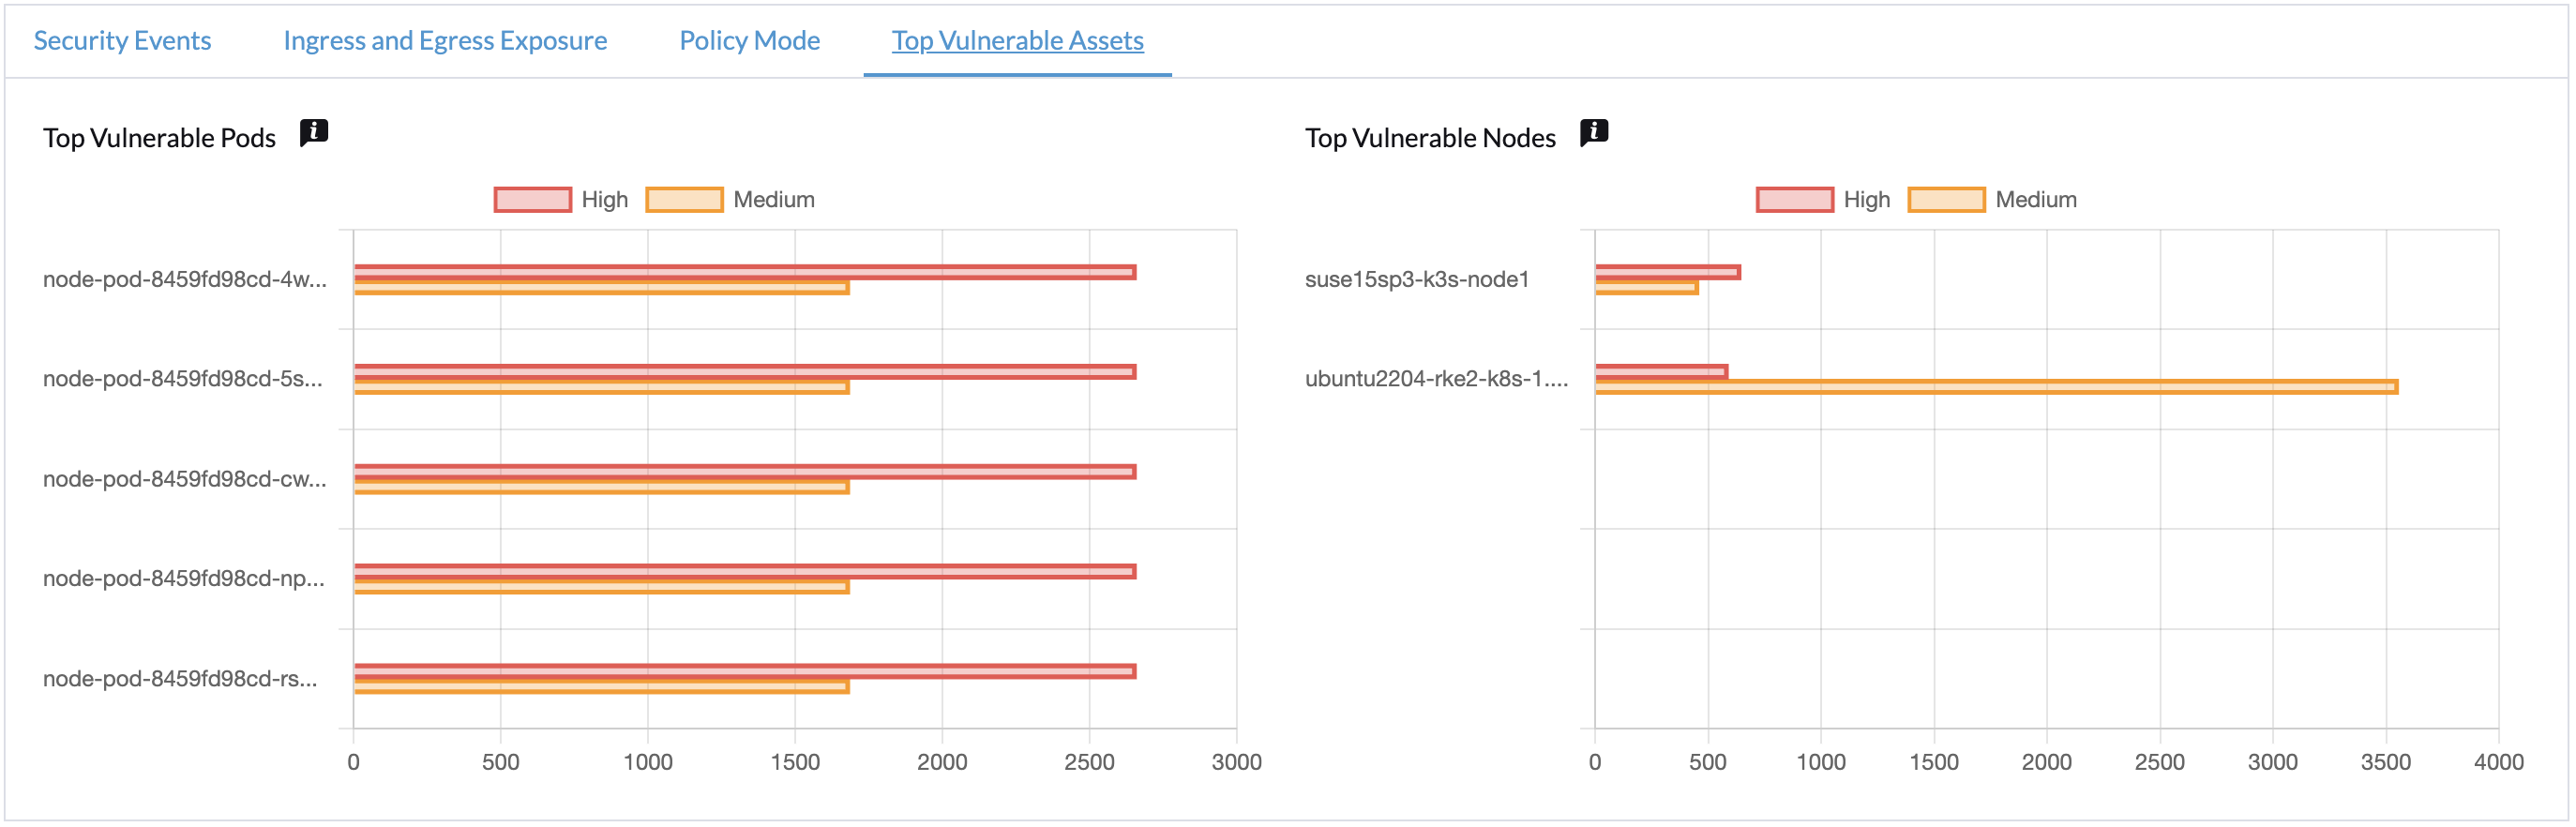 Security Events Ingress and Egress Exposure Policy Mode Top Vulnerable Assets
Top Vulnerable Pods
High Medium
node-pod-8459fd98cd-4w...
node-pod-8459fd98cd-5s...
node-pod-8459fd98cd-cw...
node-pod-8459fd98cd-np...
node-pod-8459fd98cd-rs...
0 500 1000 1500 2000 2500 3000
Top Vulnerable Nodes
High Medium
suse15sp3-k3s-node1
ubuntu2204-rke2-k8s-1....
0 500 1000 1500 2000 2500 3000 3500 4000